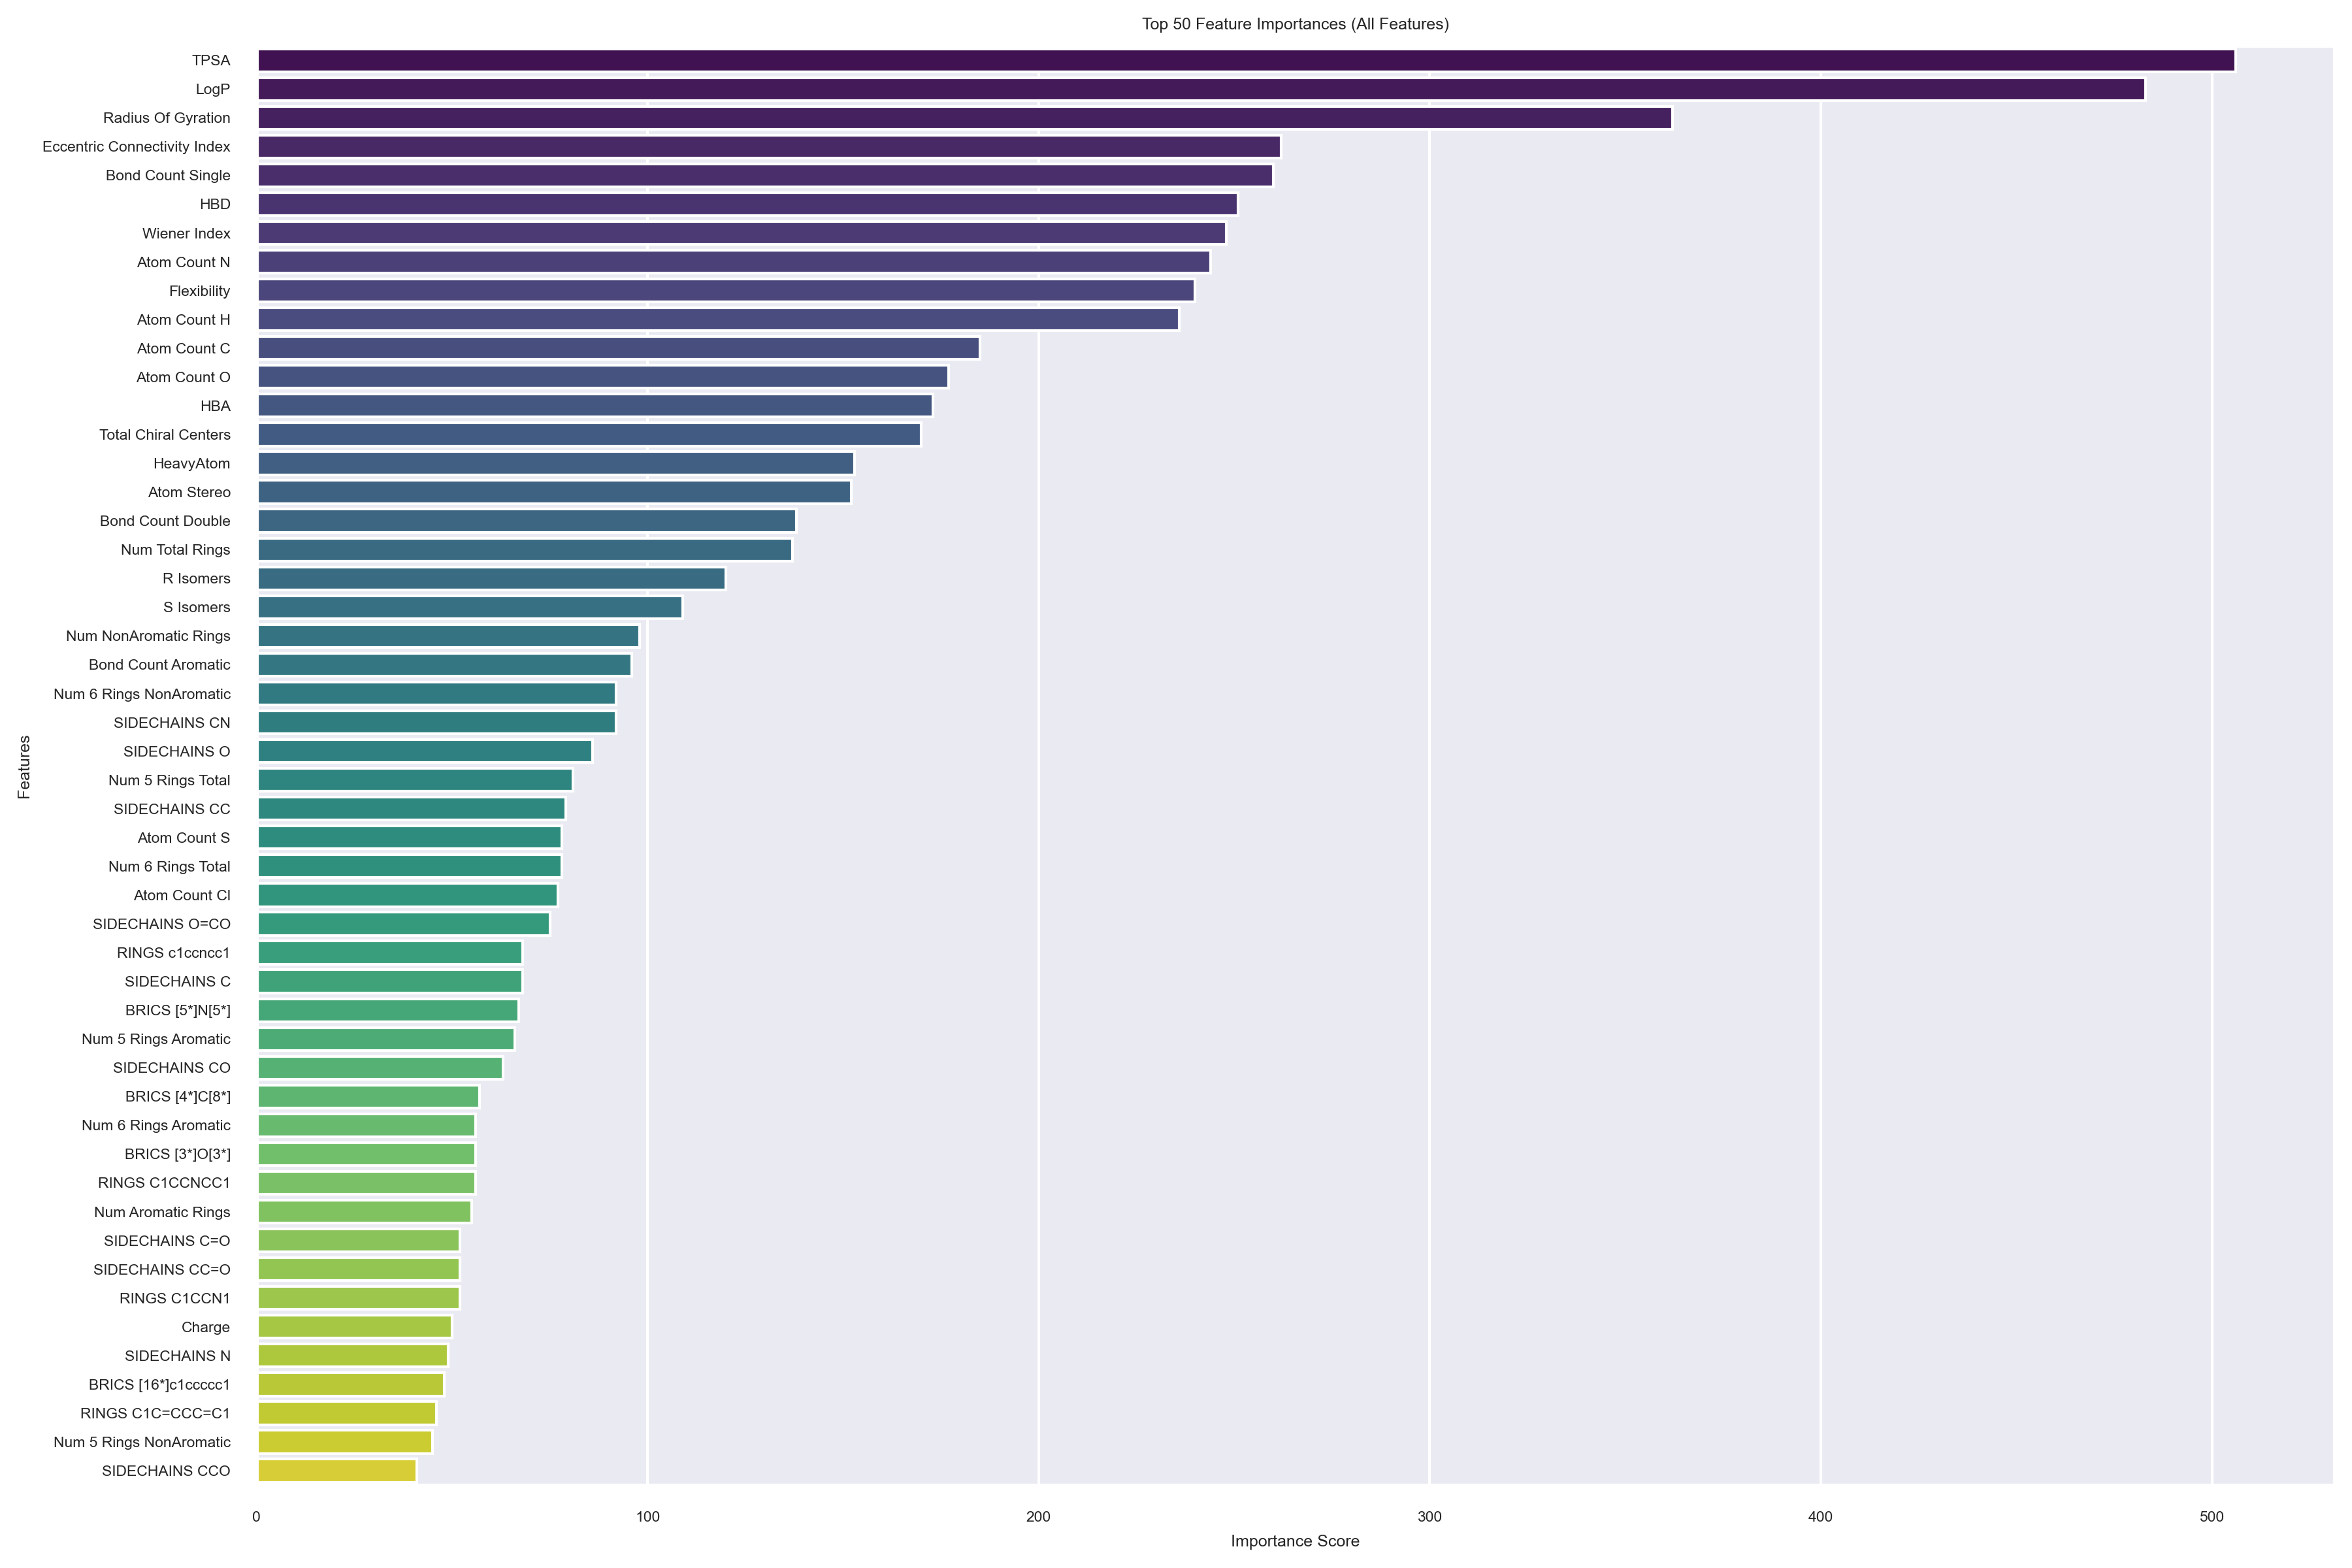 Top 50 Feature Importances (All Features)
TPSA
LogP
Radius Of Gyration
Eccentric Connectivity Index
Bond Count Single
HBD
Wiener Index
Atom Count N
Flexibility
Atom Count H
Atom Count C
Atom Count O
HBA
Total Chiral Centers
HeavyAtom
Atom Stereo
Bond Count Double
Num Total Rings
R Isomers
S Isomers
Num NonAromatic Rings
Bond Count Aromatic
Num 6 Rings NonAromatic
SIDECHAINS CN
SIDECHAINS O
Num 5 Rings Total
SIDECHAINS CC
Atom Count S
Num 6 Rings Total
Atom Count Cl
SIDECHAINS O=CO
RINGS c1ccncc1
SIDECHAINS C
BRICS [5*]N[5*]
Num 5 Rings Aromatic
SIDECHAINS CO
BRICS [4*]C[8*]
Num 6 Rings Aromatic
BRICS [3*]O[3*]
RINGS C1CCNCC1
Num Aromatic Rings
SIDECHAINS C=O
SIDECHAINS CC=O
RINGS C1CCN1
Charge
SIDECHAINS N
BRICS [16*]c1ccccc1
RINGS C1C=CCC=C1
Num 5 Rings NonAromatic
SIDECHAINS CCO
Features
0 100 200 300 400 500
Importance Score